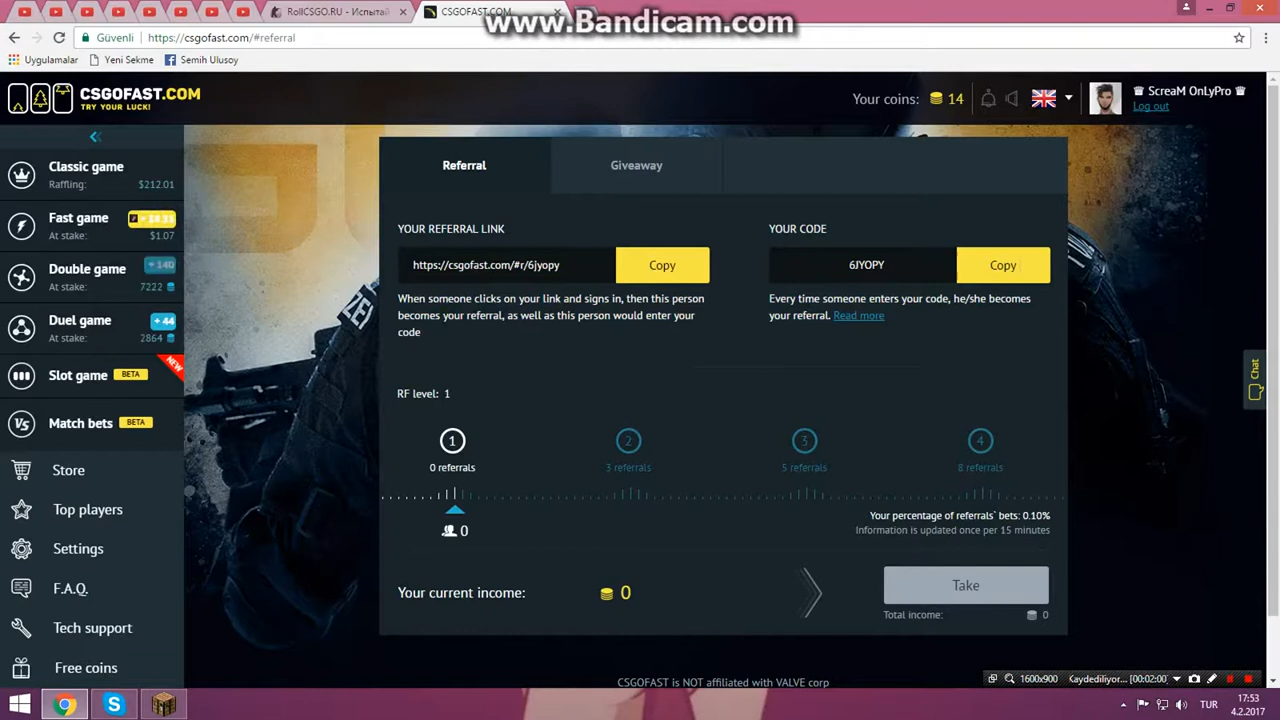 www.Bandicam.com
RollCSGO.RU - Испытай
CSGOFAST.COM
Güvenli
https://csgofast.com/#referral
Uygulamalar
Yeni Sekme
Semih Ulusoy
CSGOFAST.COM
TRY YOUR LUCK!
Your coins: 14
♛ ScreaM OnLyPro ♛
Log out
Classic game
Raffling: $212.01
Fast game
At stake: $1.07
Double game + 140
At stake: 7222
Duel game + 44
At stake: 2864
NEW
Slot game BETA
Vs Match bets BETA
Store
Top players
Settings
F.A.Q.
Tech support
Free coins
Referral
Giveaway
YOUR REFERRAL LINK
https://csgofast.com/#r/6jyopy
Copy
When someone clicks on your link and signs in, then this person
becomes your referral, as well as this person would enter your
code
YOUR CODE
6JYOPY
Copy
Every time someone enters your code, he/she becomes
your referral. Read more
RF level: 1
1 2 3 4
0 referrals 3 referrals 5 referrals 8 referrals
0
Your percentage of referrals` bets: 0.10%
Information is updated once per 15 minutes
Your current income: 0
Take
Total income: 0
Chat
CSGOFAST is NOT affiliated with VALVE corp
1600x900 Kaydediliyor... [00:02:00]
TUR
17:53
4.2.2017